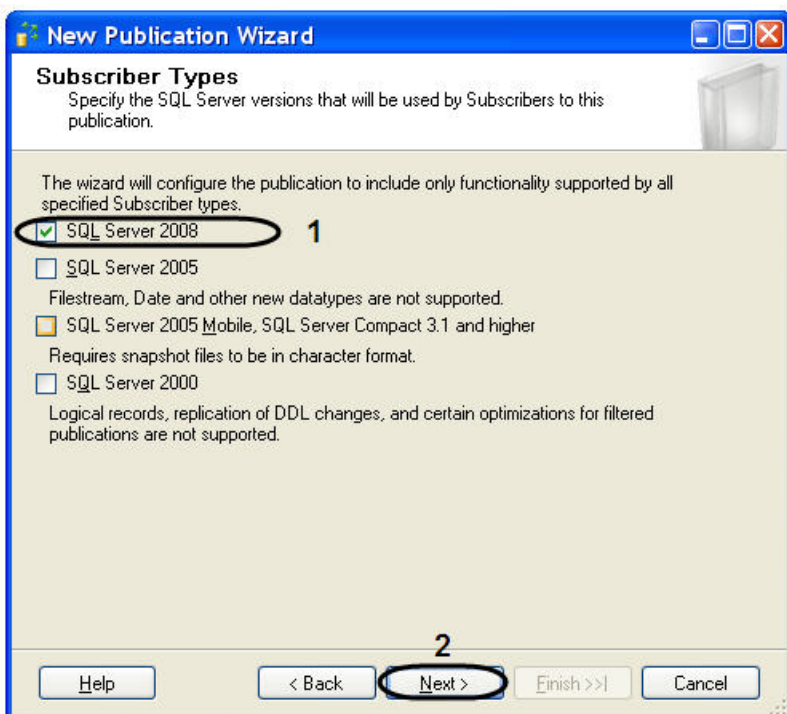 New Publication Wizard
Subscriber Types
Specify the SQL Server versions that will be used by Subscribers to this
publication.
The wizard will configure the publication to include only functionality supported by all
specified Subscriber types.
SQL Server 2008
1
SQL Server 2005
Filestream, Date and other new datatypes are not supported.
SQL Server 2005 Mobile, SQL Server Compact 3.1 and higher
Requires snapshot files to be in character format.
SQL Server 2000
Logical records, replication of DDL changes, and certain optimizations for filtered
publications are not supported.
2
Help < Back Next > Finish >>| Cancel